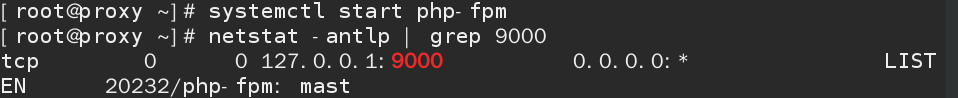 [root@proxy ~]# systemctl start php-fpm
[root@proxy ~]# netstat -antlp | grep 9000
tcp        0      0 127.0.0.1:9000          0.0.0.0:*               LIST
EN      20232/php-fpm: mast